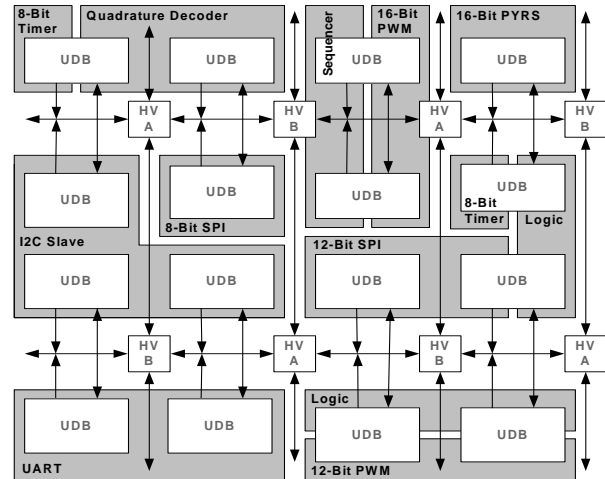 8-Bit
Timer
Quadrature Decoder
Sequencer
16-Bit
PWM
16-Bit PYRS
UDB
UDB
UDB
UDB
HV
A
HV
B
HV
A
HV
B
UDB
UDB
UDB
UDB
8-Bit
Timer
Logic
8-Bit SPI
I2C Slave
12-Bit SPI
UDB
UDB
UDB
UDB
HV
B
HV
A
HV
B
HV
A
Logic
UDB
UDB
UDB
UDB
UART
12-Bit PWM